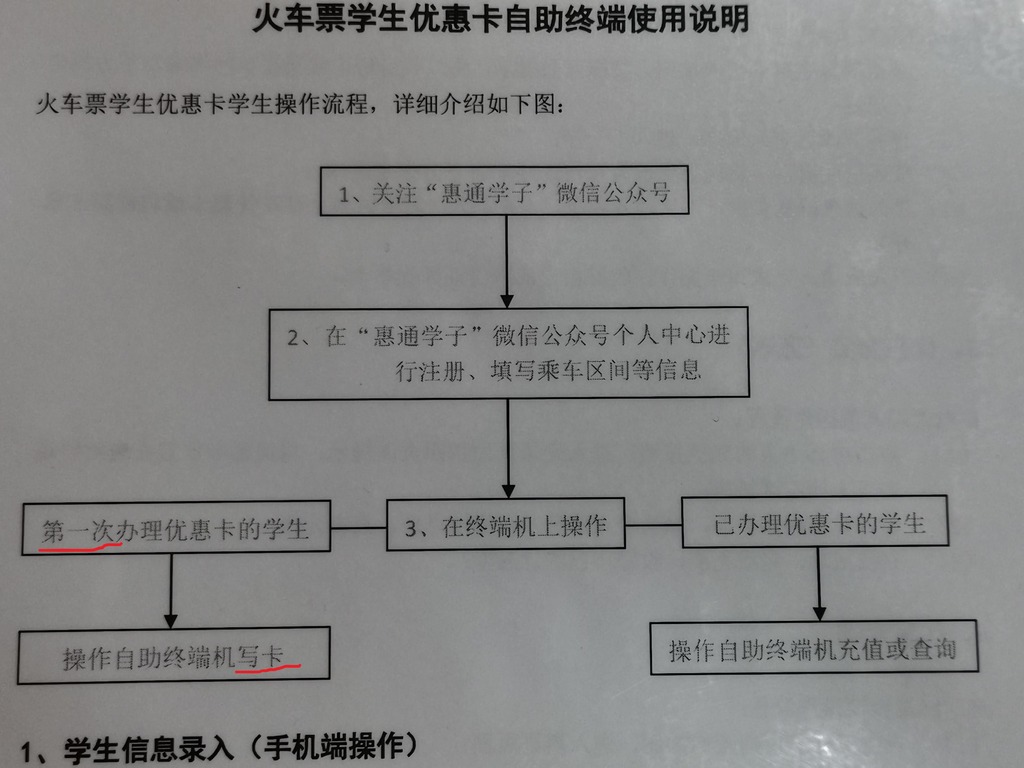 火车票学生优惠卡自助终端使用说明
火车票学生优惠卡学生操作流程，详细介绍如下图：
1、关注“惠通学子”微信公众号
2、在“惠通学子”微信公众号个人中心进
行注册、填写乘车区间等信息
第一次办理优惠卡的学生
3、在终端机上操作
已办理优惠卡的学生
操作自助终端机写卡
操作自助终端机充值或查询
1、学生信息录入（手机端操作）